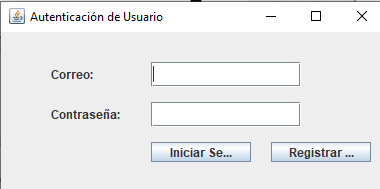 Autenticación de Usuario
Correo:
Contraseña:
Iniciar Se... Registrar ...